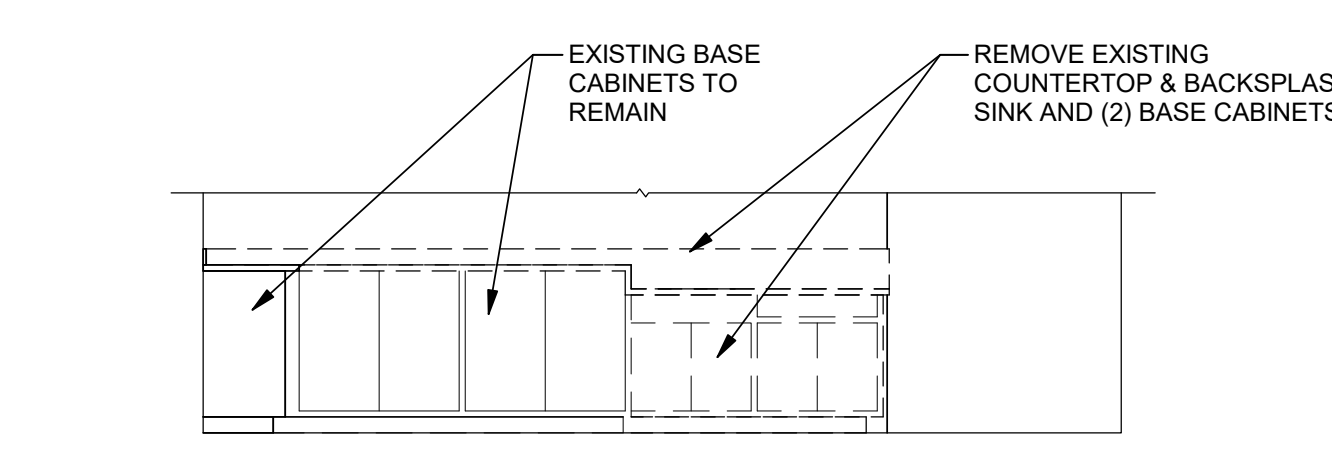 EXISTING BASE
CABINETS TO
REMAIN
REMOVE EXISTING
COUNTERTOP & BACKSPLAS
SINK AND (2) BASE CABINETS